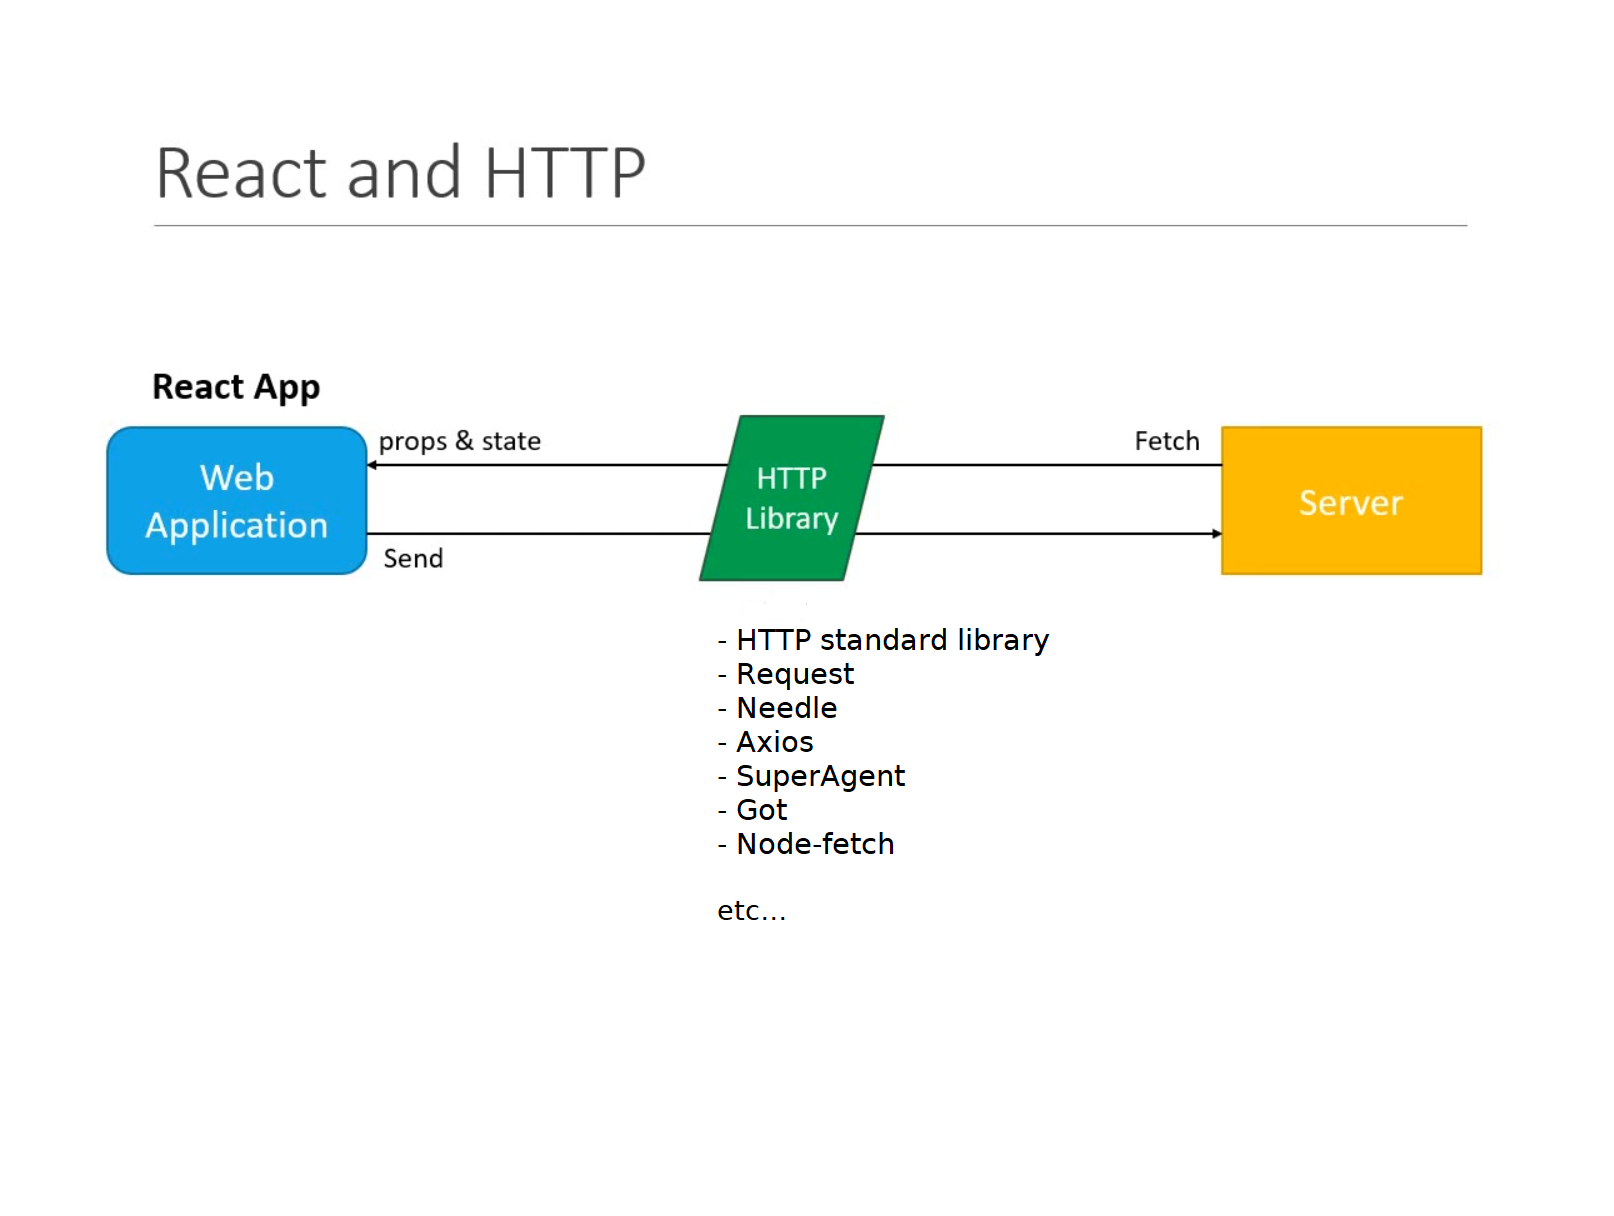 React and HTTP
React App
props & state
Fetch
Web
Application
HTTP
Library
Server
Send
- HTTP standard library
- Request
- Needle
- Axios
- SuperAgent
- Got
- Node-fetch
etc...